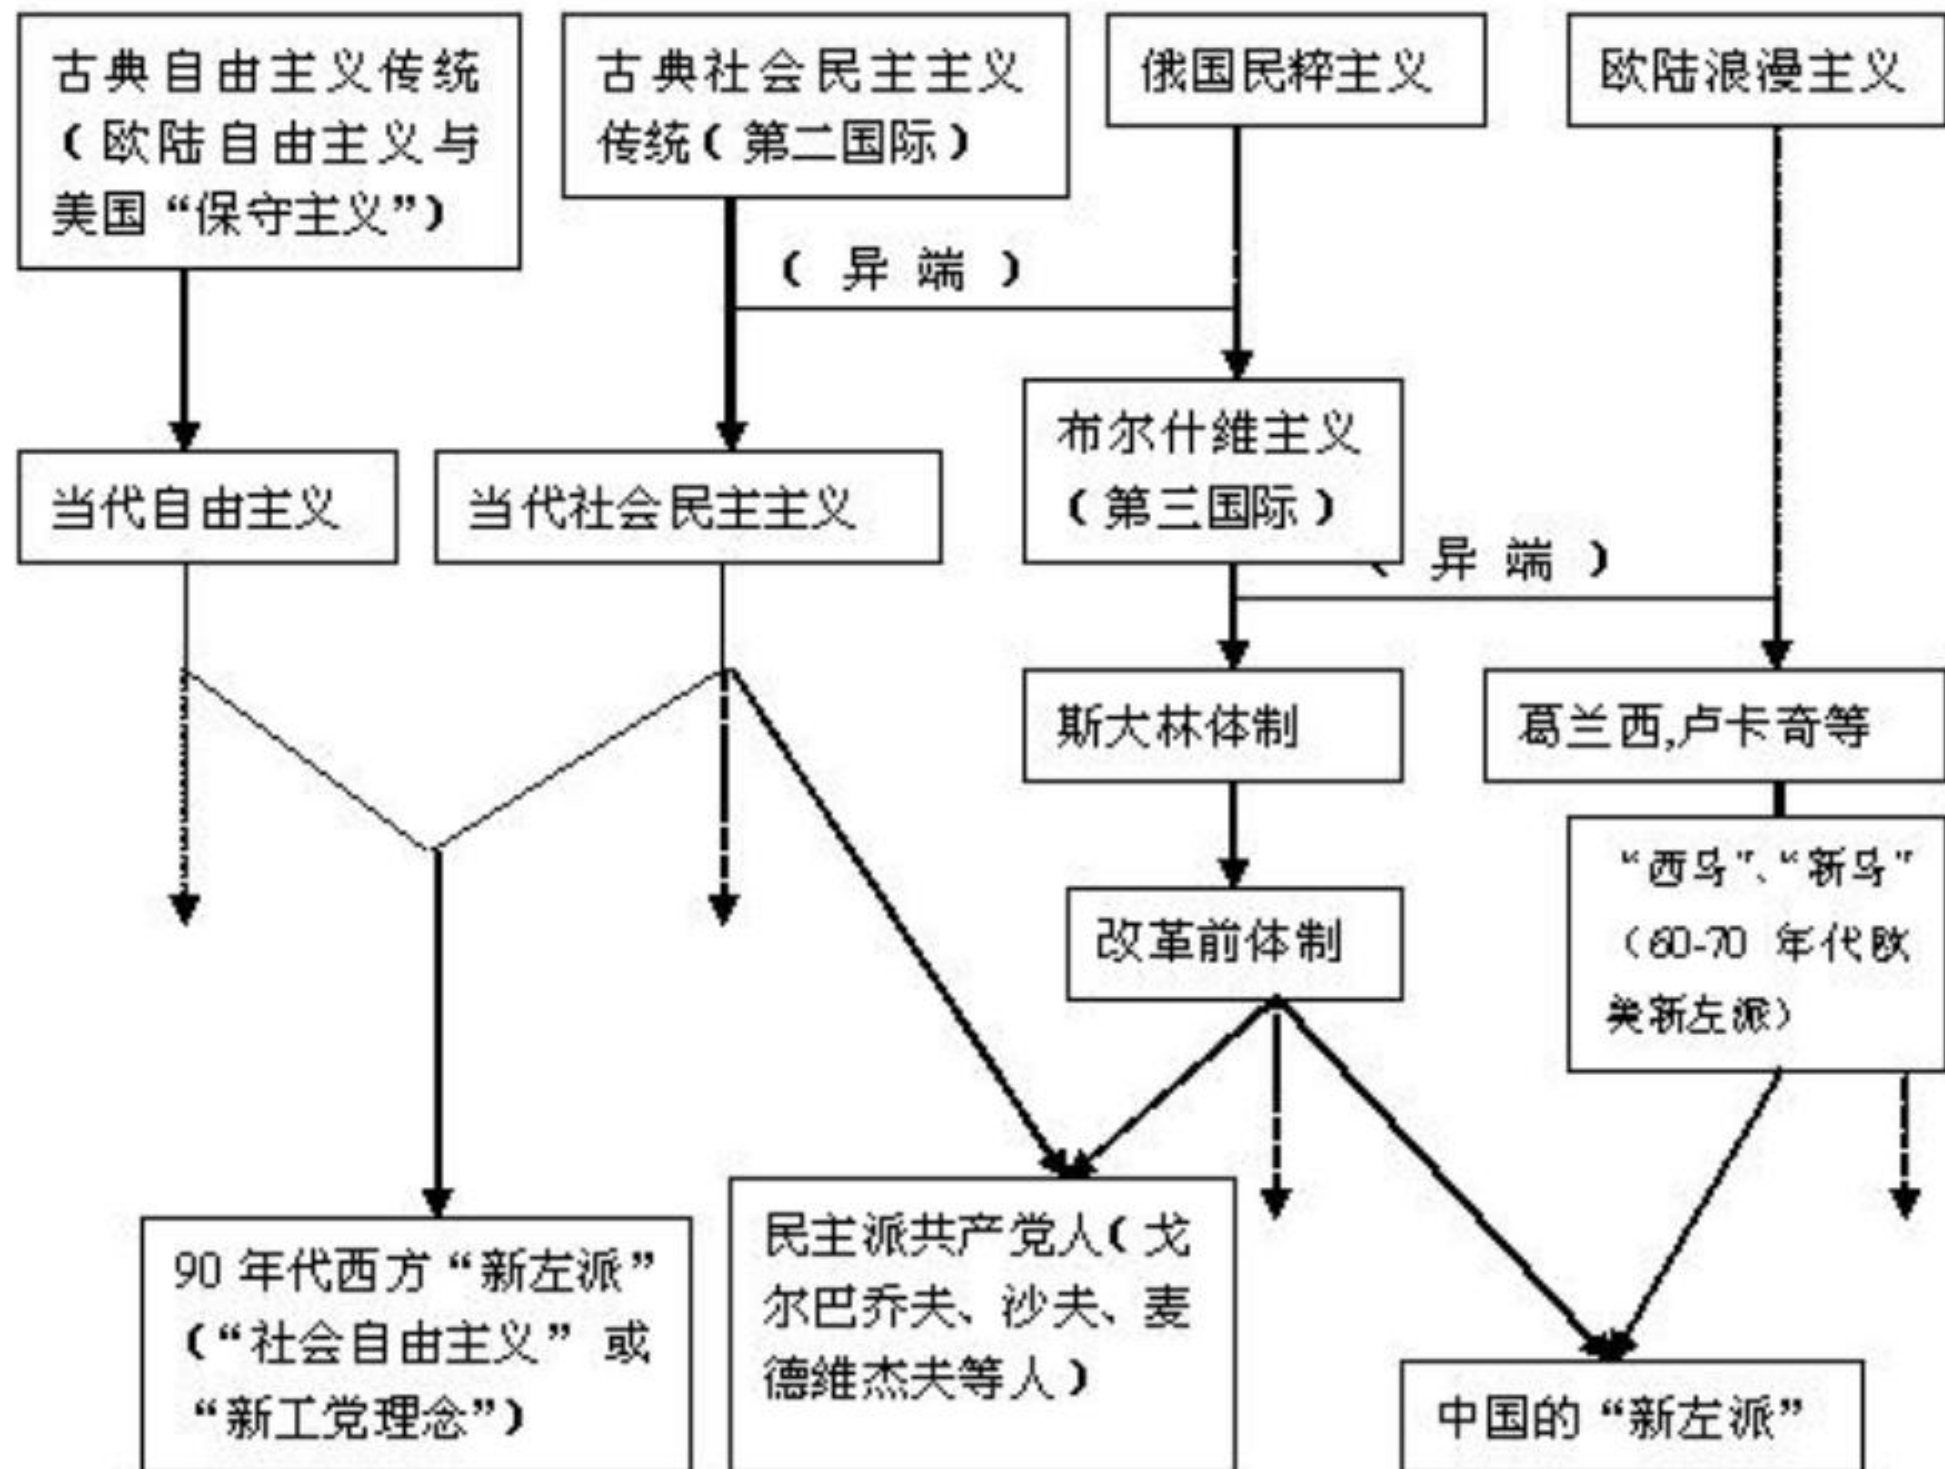 古典自由主义传统
（欧陆自由主义与
美国“保守主义”）
古典社会民主主义
传统（第二国际）
俄国民粹主义
欧陆浪漫主义
（异端）
布尔什維主义
（第三国际）
当代自由主义
当代社会民主主义
（异端）
斯大林体制
葛兰西,卢卡奇等
改革前体制
“西马”、“新马”
（60-70 年代欧
美新左派）
90 年代西方“新左派”
（“社会自由主义”或
“新工党理念”）
民主派共产党人（戈
尔巴乔夫、沙夫、麦
德維杰夫等人）
中国的“新左派”